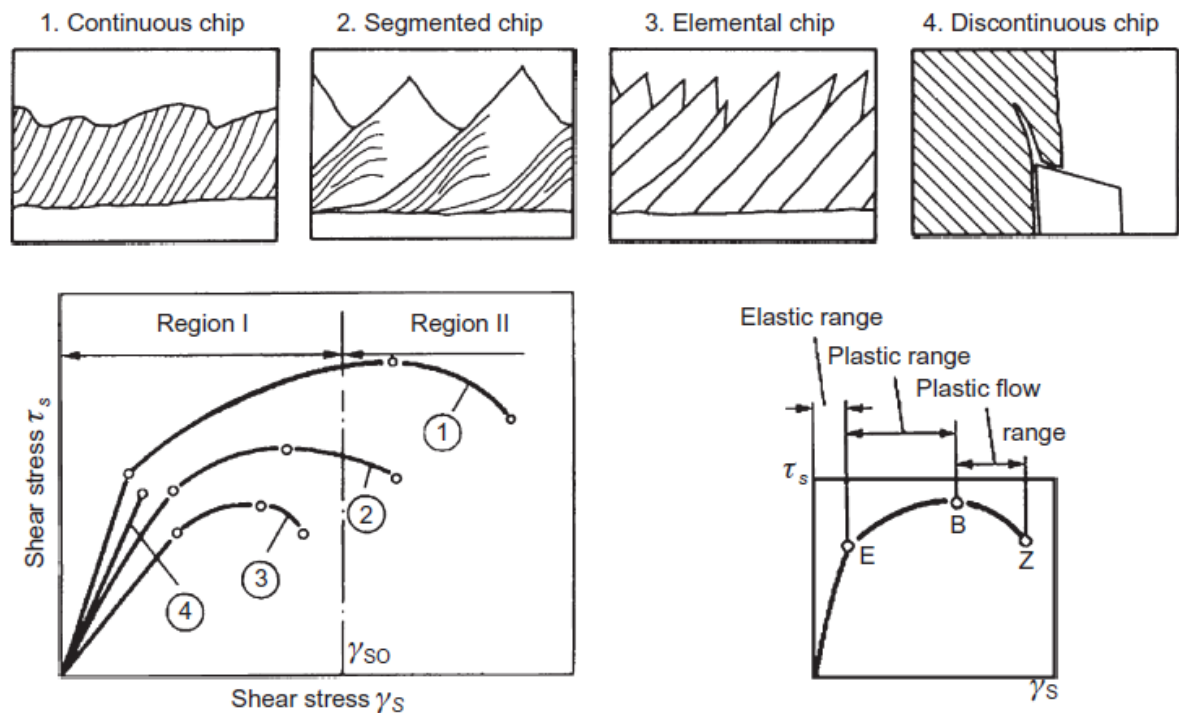 1. Continuous chip
2. Segmented chip
3. Elemental chip
4. Discontinuous chip
Region I
Region II
Shear stress τs
1
2
3
4
γSO
Shear stress γS
Elastic range
Plastic range
Plastic flow
range
τs
E
B
Z
γS